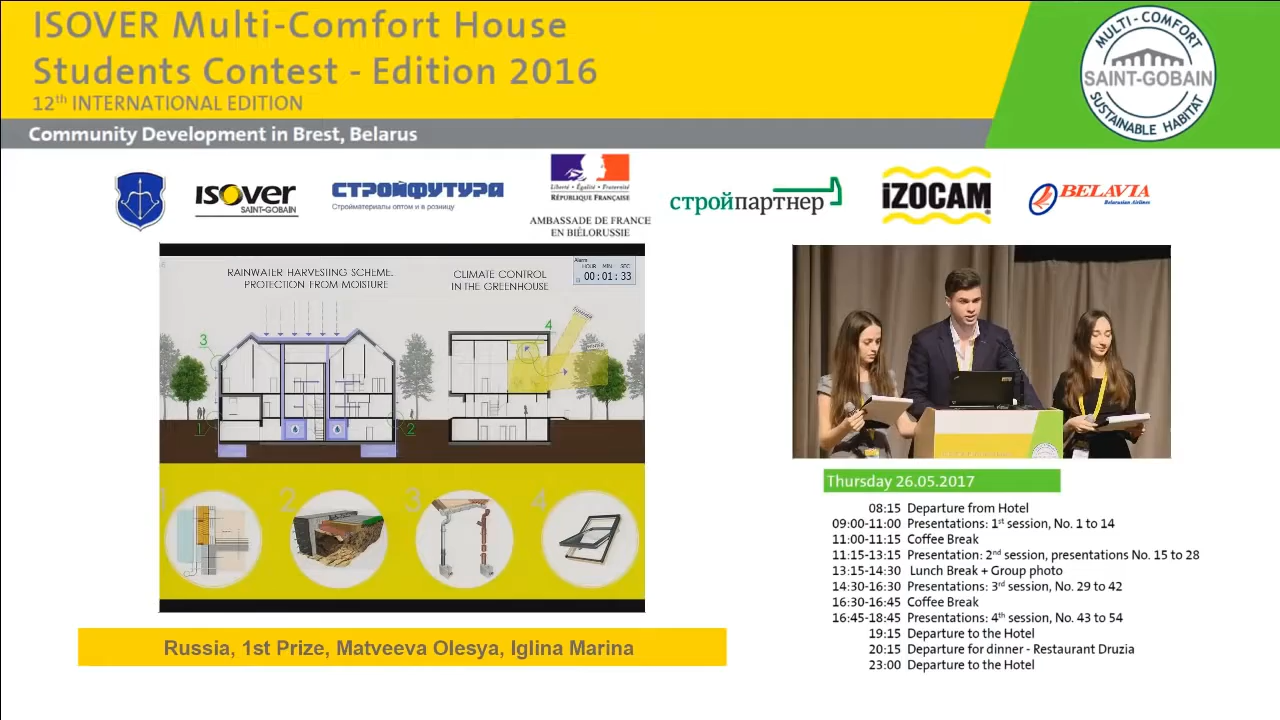 ISOVER Multi-Comfort House
Students Contest - Edition 2016
12th INTERNATIONAL EDITION
Community Development in Brest, Belarus
MULTI-COMFORT
SAINT-GOBAIN
SUSTAINABLE HABITAT
isover
SAINT-GOBAIN
СТРОЙФУТУРА
Стройматериалы оптом и в розницу
Liberté • Égalité • Fraternité
RÉPUBLIQUE FRANÇAISE
AMBASSADE DE FRANCE
EN BIÉLORUSSIE
стройпартнер
iZOCAM
BELAVIA
Belarusian Airlines
RAINWATER HARVESTING SCHEME.
PROTECTION FROM MOISTURE
CLIMATE CONTROL
IN THE GREENHOUSE
Alarm
HOUR MIN SEC
00:01:33
3
4
1
2
1
2
3
4
Russia, 1st Prize, Matveeva Olesya, Iglina Marina
Thursday 26.05.2017
08:15 Departure from Hotel
09:00-11:00 Presentations: 1st session, No. 1 to 14
11:00-11:15 Coffee Break
11:15-13:15 Presentation: 2nd session, presentations No. 15 to 28
13:15-14:30 Lunch Break + Group photo
14:30-16:30 Presentations: 3rd session, No. 29 to 42
16:30-16:45 Coffee Break
16:45-18:45 Presentations: 4th session, No. 43 to 54
19:15 Departure to the Hotel
20:15 Departure for dinner - Restaurant Druzia
23:00 Departure to the Hotel